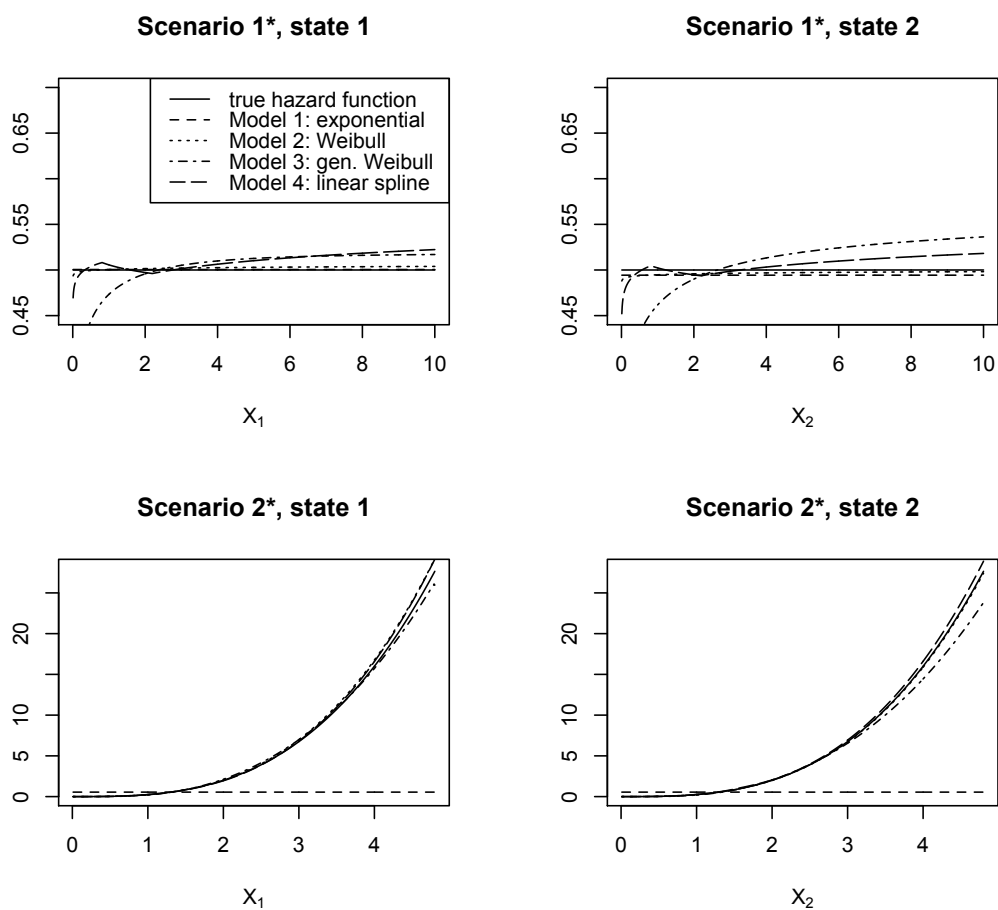 Scenario 1*, state 1
0.65
0.55
0.45
true hazard function
Model 1: exponential
Model 2: Weibull
Model 3: gen. Weibull
Model 4: linear spline
0 2 4 6 8 10
X₁
Scenario 1*, state 2
0.65
0.55
0.45
0 2 4 6 8 10
X₂
Scenario 2*, state 1
20
10
5
0
0 1 2 3 4
X₁
Scenario 2*, state 2
20
10
5
0
0 1 2 3 4
X₂